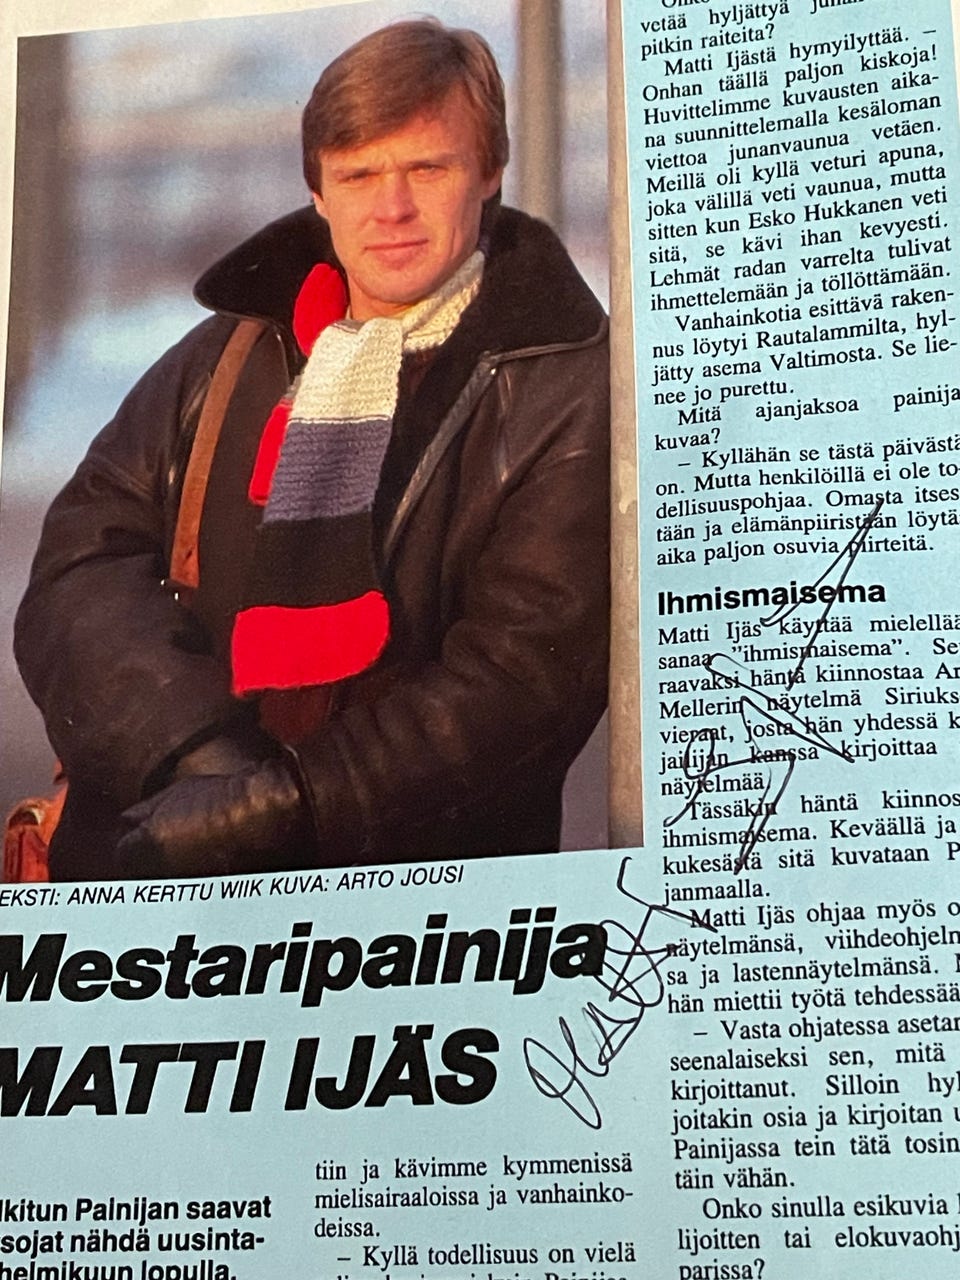 EKSTI: ANNA KERTTU WIIK KUVA: ARTO JOUSI
Mestaripainija
MATTI IJÄS
lkitun Painijan saavat
sojat nähdä uusinta-
helmikuun lopulla.
tiin ja kävimme kymmenissä
mielisairaaloissa ja vanhainko-
deissa.
– Kyllä todellisuus on vielä
vetää hyljättyä
pitkin raiteita?
Matti Ijästä hymyilyttää. –
Onhan täällä paljon kiskoja!
Huvittelimme kuvausten aika-
na suunnittelemalla kesäloman
viettoa junanvaunua vetäen.
Meillä oli kyllä veturi apuna,
joka välillä veti vaunua, mutta
sitten kun Esko Hukkanen veti
sitä, se kävi ihan kevyesti.
Lehmät radan varrelta tulivat
ihmettelemään ja töllöttämään.
Vanhainkotia esittävä raken-
nus löytyi Rautalammilta, hyl-
jätty asema Valtimosta. Se lie-
nee jo purettu.
Mitä ajanjaksoa painija
kuvaa?
– Kyllähän se tästä päivästä
on. Mutta henkilöillä ei ole to-
dellisuuspohjaa. Omasta itses
tään ja elämänpiiristään löytä
aika paljon osuvia piirteitä.
Ihmismaisema
Matti Ijäs käyttää mielellää
sanaa ”ihmismaisema”. Se
raavaksi häntä kiinnostaa Ar
Mellerin näytelmä Siriuks
vieraat, josta hän yhdessä k
jailijan kanssa kirjoittaa
näytelmää.
Tässäkin häntä kiinnos
ihmismaisema. Keväällä ja
kukesästä sitä kuvataan P
janmaalla.
Matti Ijäs ohjaa myös o
näytelmänsä, viihdeohjelm
sa ja lastennäytelmänsä.
hän miettii työtä tehdessää
– Vasta ohjatessa asetan
seenalaiseksi sen, mitä
kirjoittanut. Silloin hyl
joitakin osia ja kirjoitan u
Painijassa tein tätä tosin
täin vähän.
Onko sinulla esikuvia
lijoitten tai elokuvaohj
parissa?